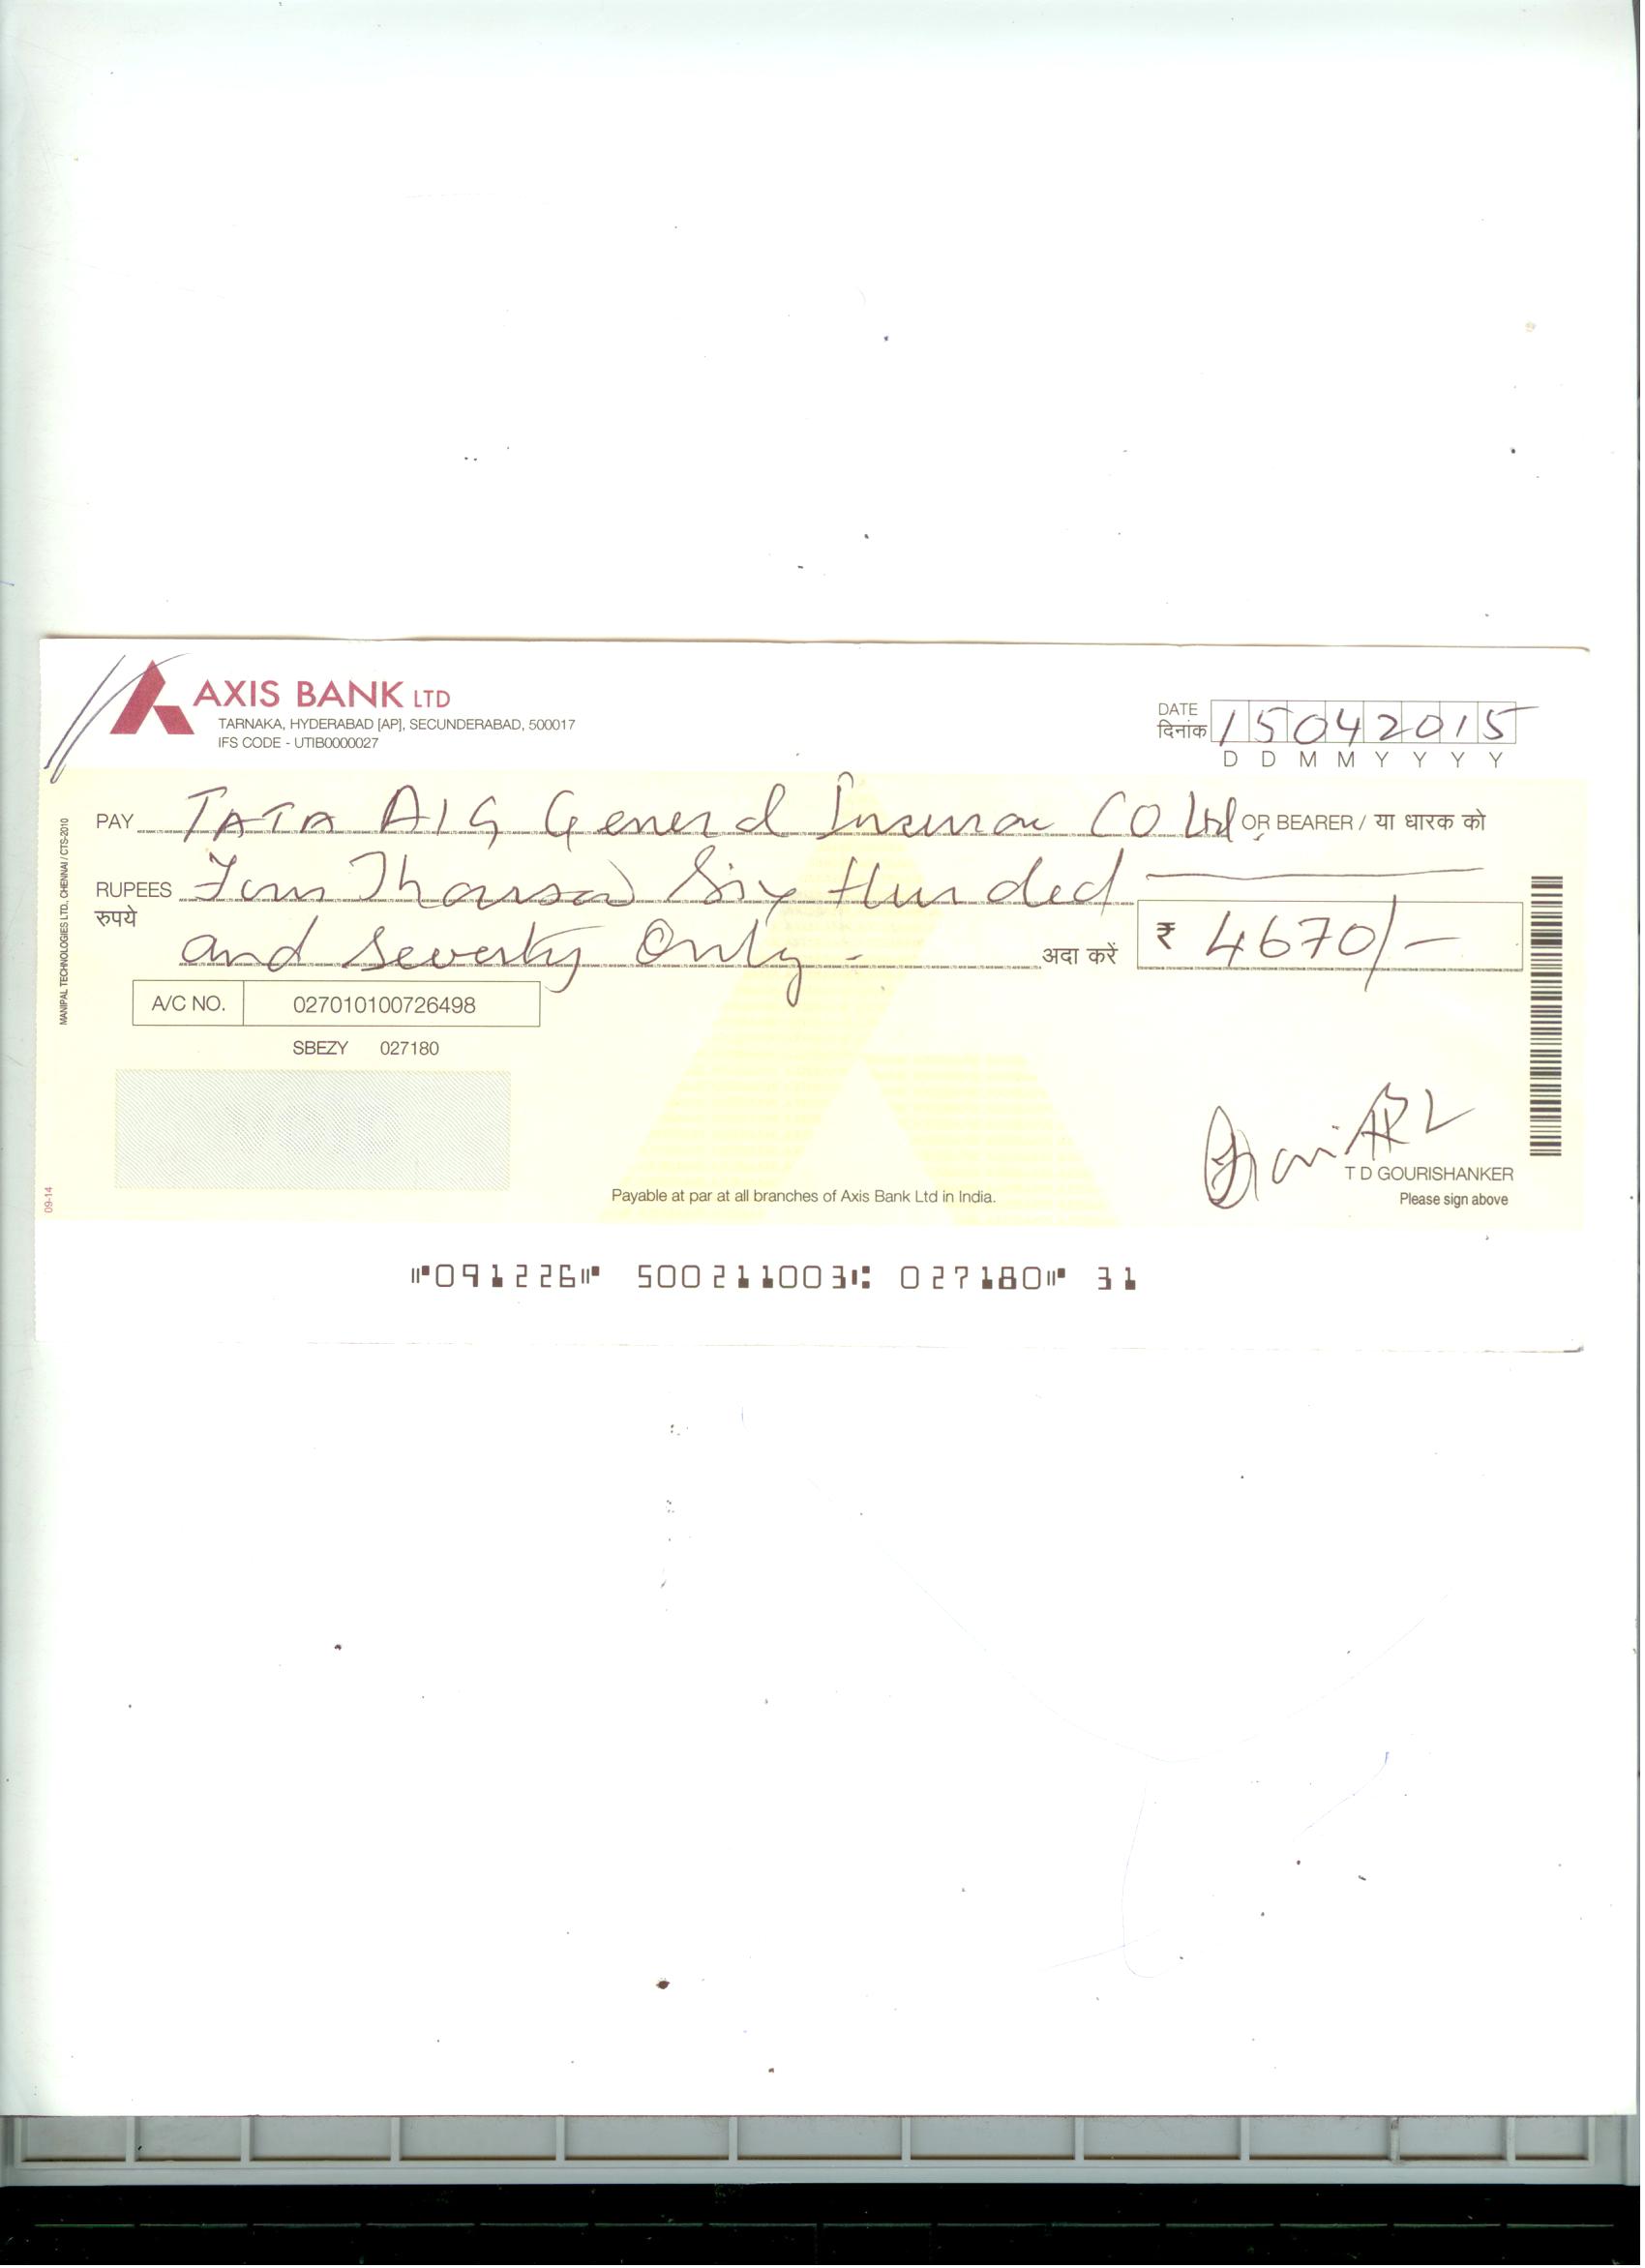 AXIS BANK LTD
TARNAKA, HYDERABAD [AP], SECUNDERABAD, 500017
IFS CODE - UTIB0000027
DATE
दिनांक 15042015
D D M M Y Y Y Y
PAY TATA AIG General Insuran CO Ltd OR BEARER / या धारक को
RUPEES Four Thousand Six Hundred
रुपये
and Seventy Only - अदा करें ₹ 4670/-
A/C NO. 027010100726498
SBEZY 027180
VOID
T D GOURISHANKER
Please sign above
Payable at par at all branches of Axis Bank Ltd in India.
MANIPAL TECHNOLOGIES LTD., CHENNAI / CTS-2010
09-14
⑈091226⑈ 500211003⑆ 027180⑈ 31